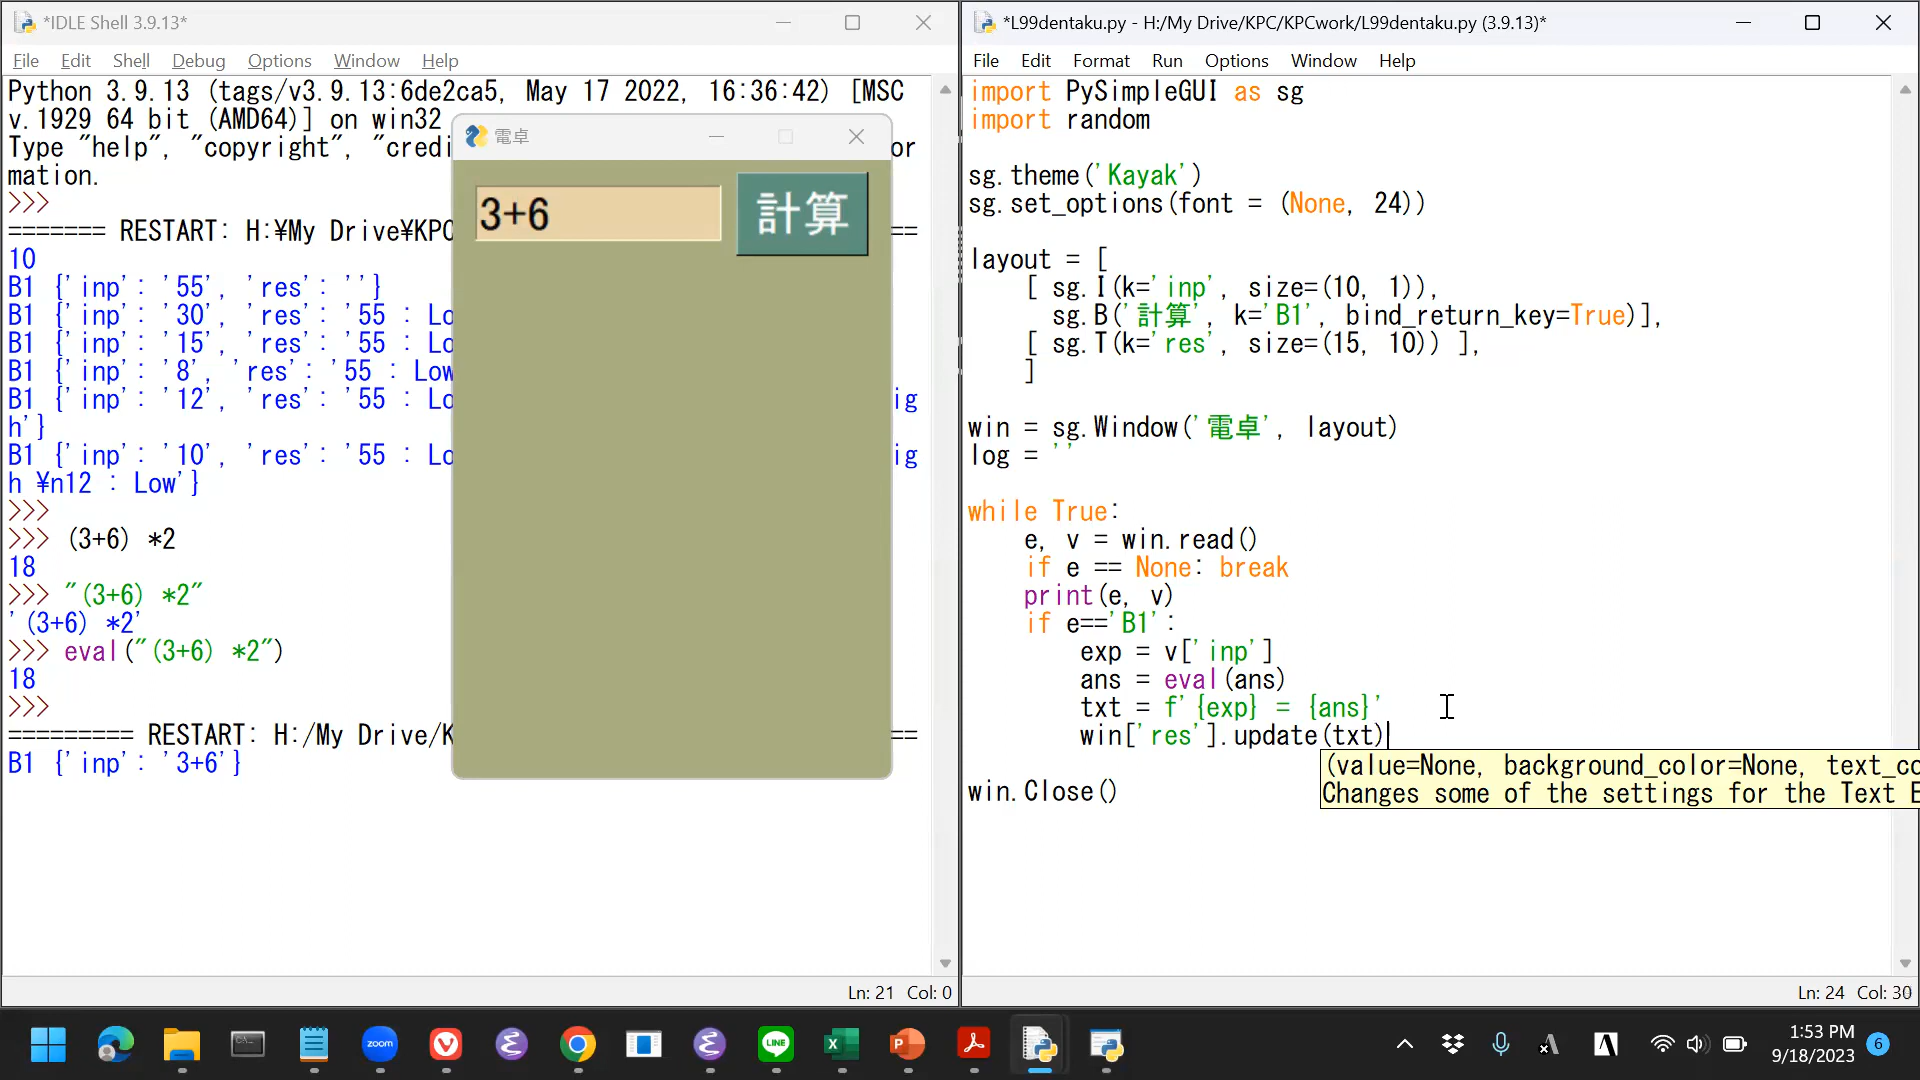 *IDLE Shell 3.9.13*
File Edit Shell Debug Options Window Help
Python 3.9.13 (tags/v3.9.13:6de2ca5, May 17 2022, 16:36:42) [MSC
v.1929 64 bit (AMD64)] on win32
Type "help", "copyright", "credi or
mation.
>>>
======= RESTART: H:¥My Drive¥KPC ==
10
B1 {'inp': '55', 'res': ''}
B1 {'inp': '30', 'res': '55 : Lo
B1 {'inp': '15', 'res': '55 : Lo
B1 {'inp': '8', 'res': '55 : Low
B1 {'inp': '12', 'res': '55 : Lo ig
h'}
B1 {'inp': '10', 'res': '55 : Lo ig
h ¥n12 : Low'}
>>>
>>> (3+6) *2
18
>>> "(3+6) *2"
'(3+6) *2'
>>> eval("(3+6) *2")
18
>>>
========= RESTART: H:/My Drive/K ==
B1 {'inp': '3+6'}
Ln: 21 Col: 0
電卓
3+6
計算
*L99dentaku.py - H:/My Drive/KPC/KPCwork/L99dentaku.py (3.9.13)*
File Edit Format Run Options Window Help
import PySimpleGUI as sg
import random
sg.theme('Kayak')
sg.set_options(font = (None, 24))
layout = [
[ sg.I(k='inp', size=(10, 1)),
sg.B('計算', k='B1', bind_return_key=True)],
[ sg.T(k='res', size=(15, 10)) ],
]
win = sg.Window('電卓', layout)
log = ''
while True:
e, v = win.read()
if e == None: break
print(e, v)
if e=='B1':
exp = v['inp']
ans = eval(ans)
txt = f'{exp} = {ans}'
win['res'].update(txt)
(value=None, background_color=None, text_co
Changes some of the settings for the Text E
win.Close()
Ln: 24 Col: 30
zoom
LINE
1:53 PM
9/18/2023
6